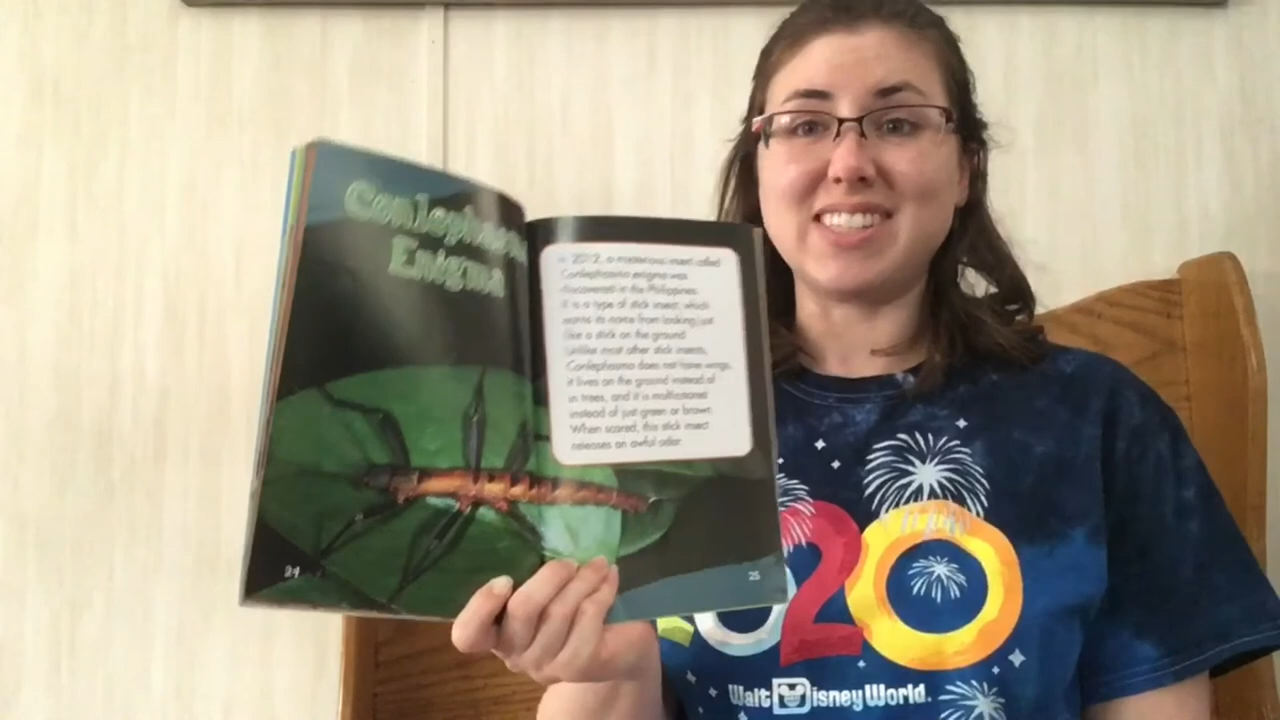 Conlephasma
Enigma
In 2012, a mysterious insect called
Conlephasma enigma was
discovered in the Philippines.
It is a type of stick insect, which
earns its name from looking just
like a stick on the ground.
Unlike most other stick insects,
Conlephasma does not have wings,
it lives on the ground instead of
in trees, and it is multicolored
instead of just green or brown.
When scared, this stick insect
releases an awful odor.
24
25
020
Walt Disney World.